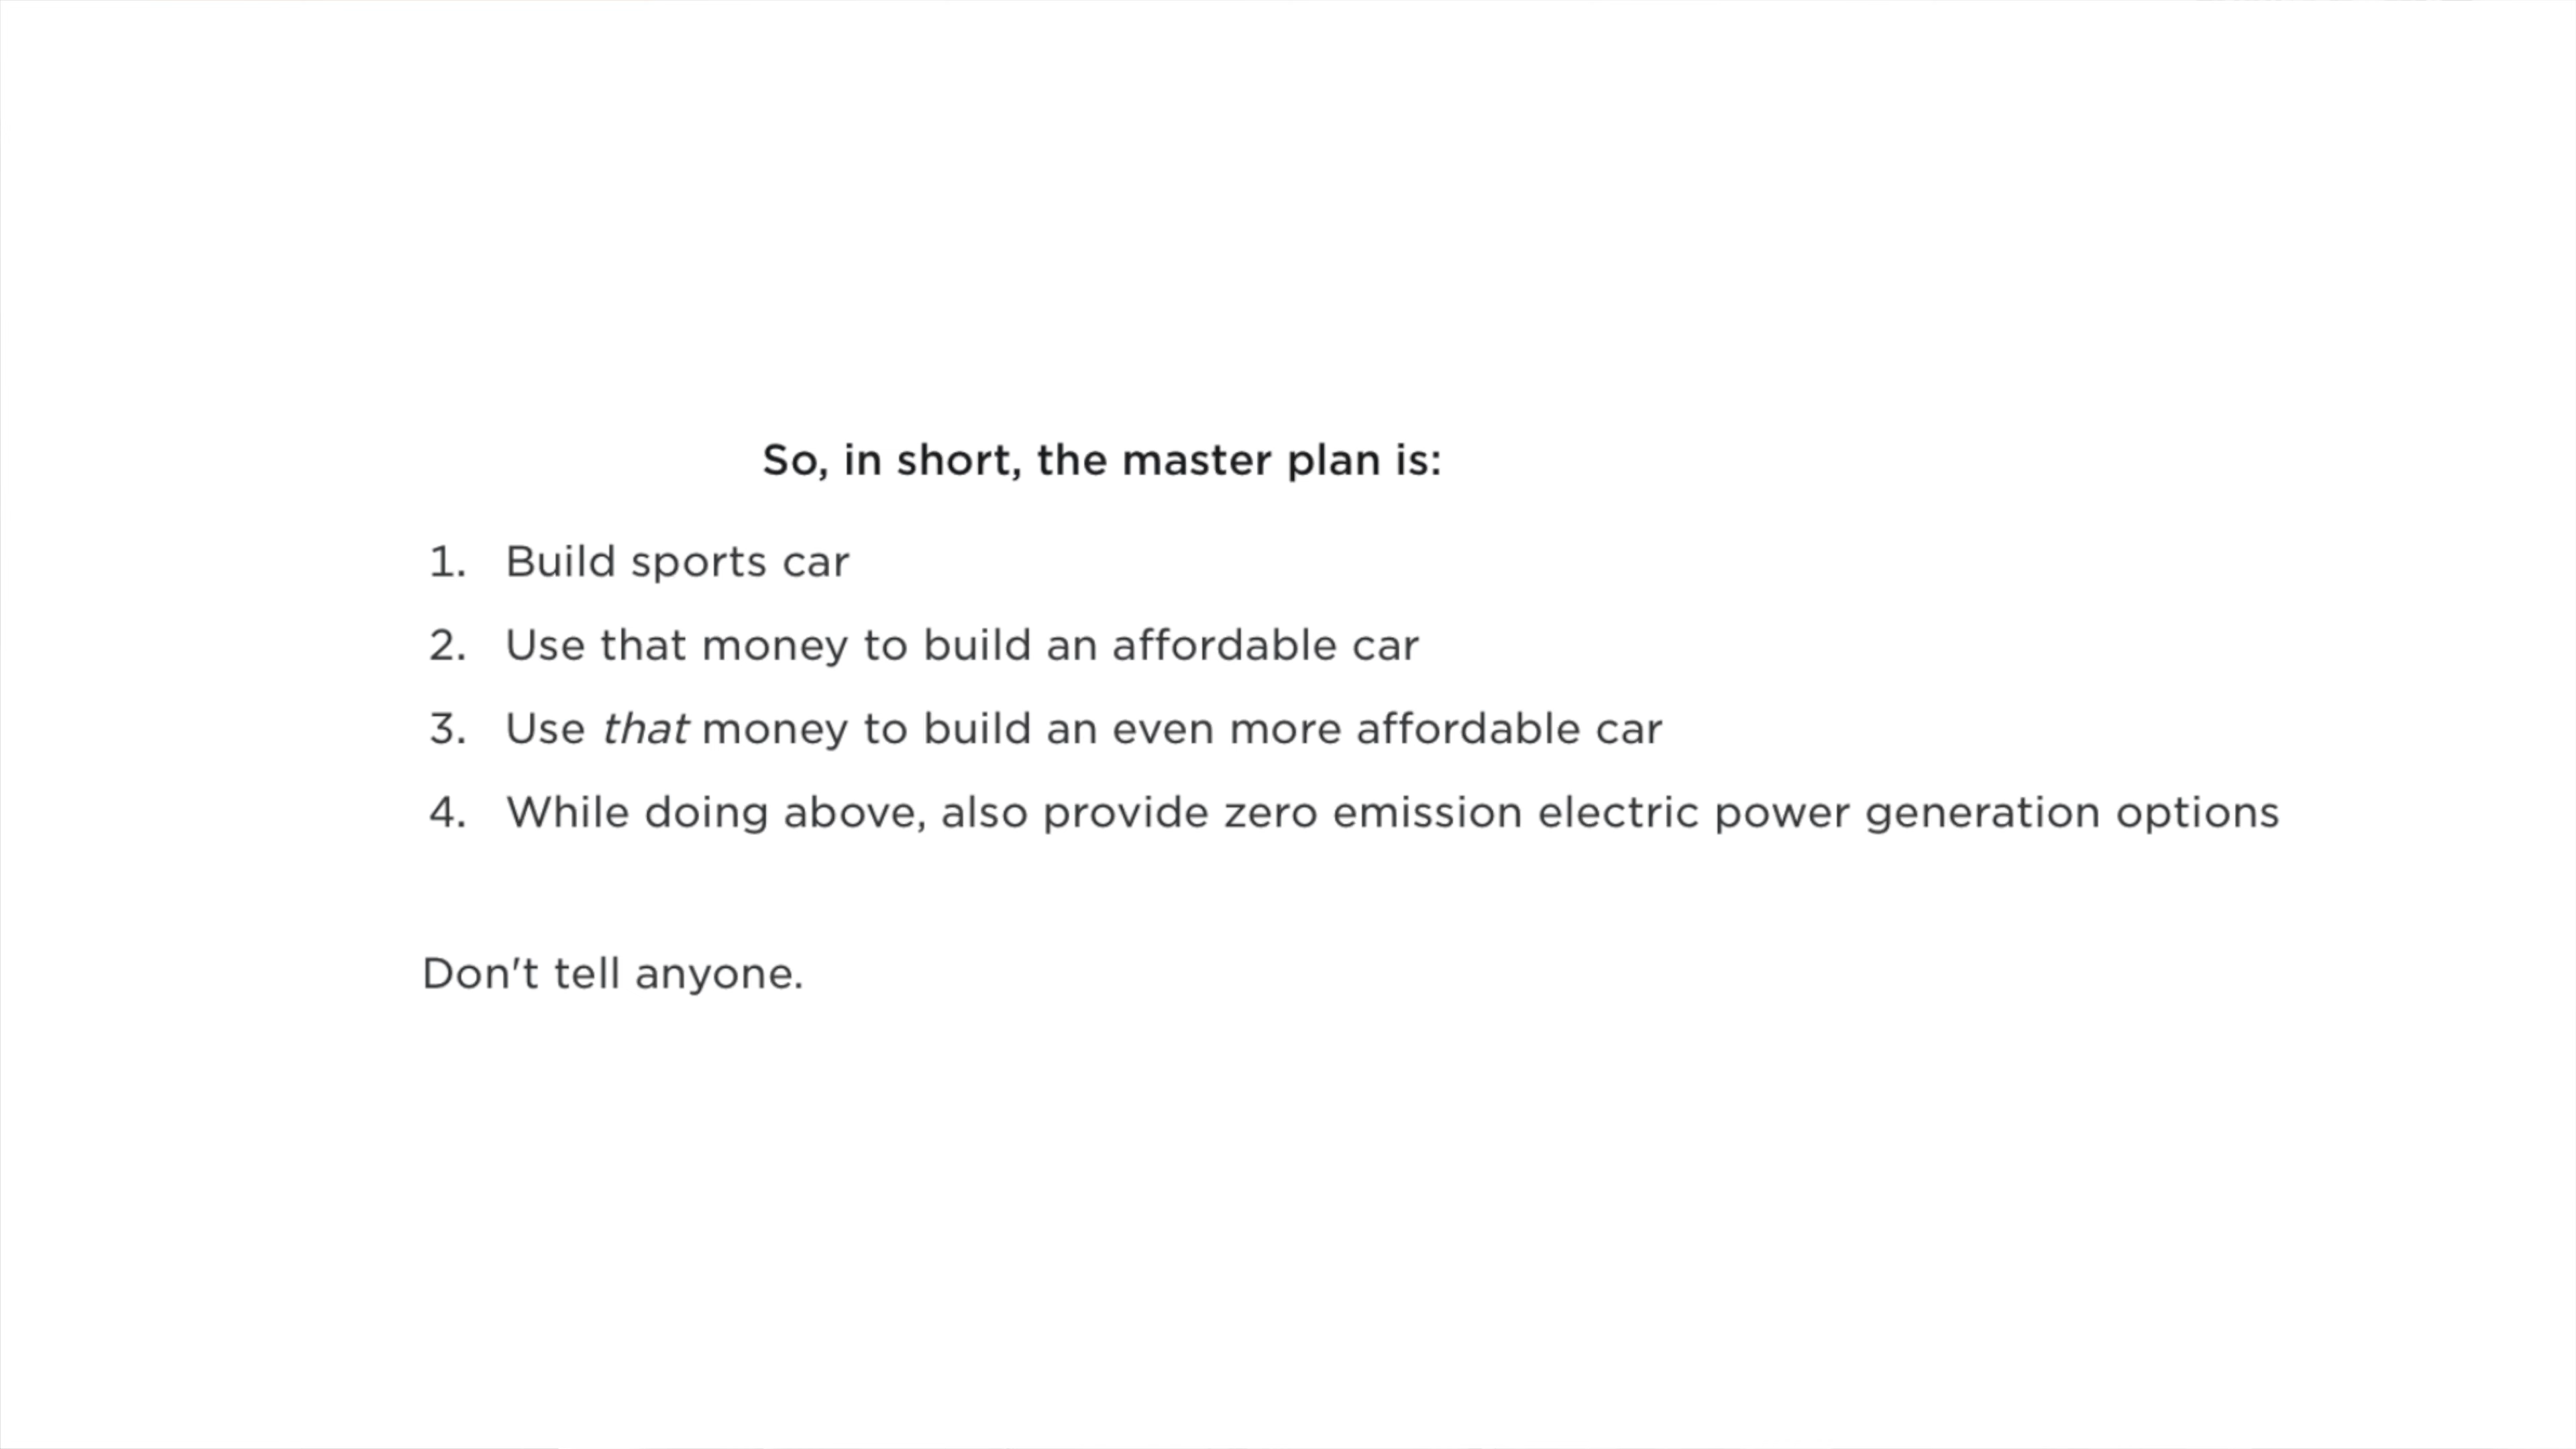 So, in short, the master plan is:
1. Build sports car
2. Use that money to build an affordable car
3. Use that money to build an even more affordable car
4. While doing above, also provide zero emission electric power generation options
Don't tell anyone.